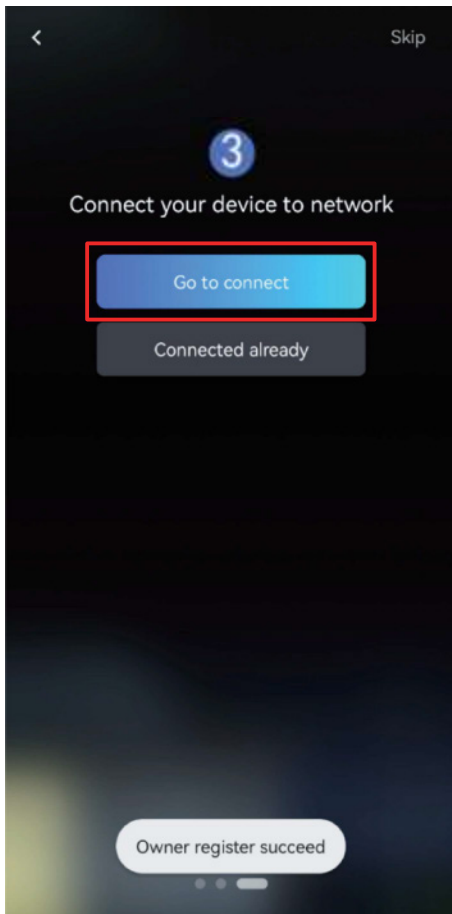 Skip
3
Connect your device to network
Go to connect
Connected already
Owner register succeed